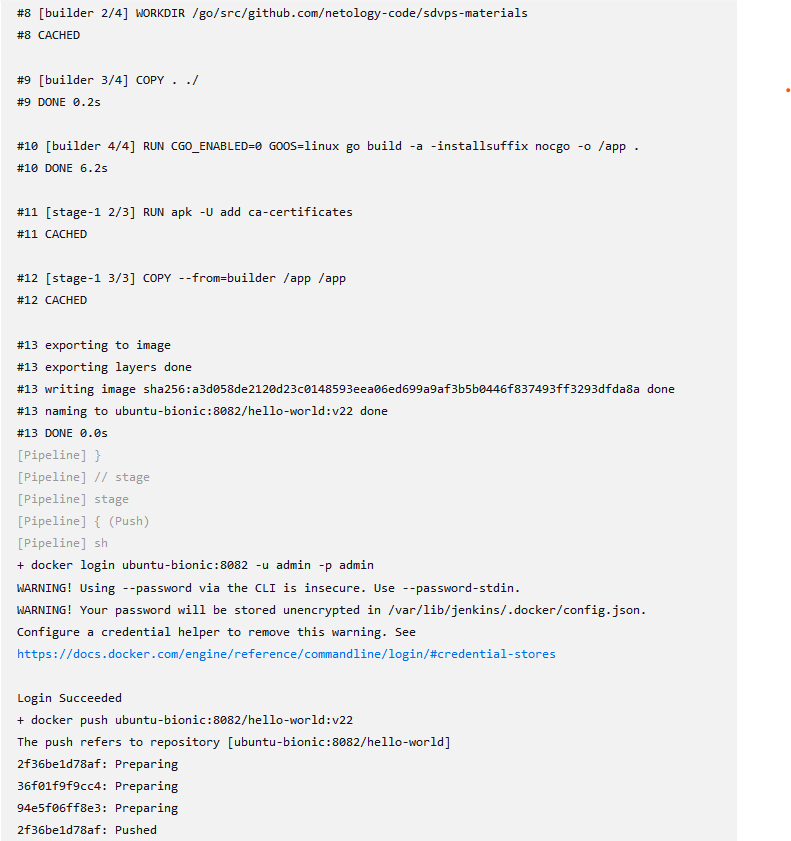 #8 [builder 2/4] WORKDIR /go/src/github.com/netology-code/sdvps-materials
#8 CACHED
#9 [builder 3/4] COPY . ./
#9 DONE 0.2s
#10 [builder 4/4] RUN CGO_ENABLED=0 GOOS=linux go build -a -installsuffix nocgo -o /app .
#10 DONE 6.2s
#11 [stage-1 2/3] RUN apk -U add ca-certificates
#11 CACHED
#12 [stage-1 3/3] COPY --from=builder /app /app
#12 CACHED
#13 exporting to image
#13 exporting layers done
#13 writing image sha256:a3d058de2120d23c0148593eea06ed699a9af3b5b0446f837493ff3293dfda8a done
#13 naming to ubuntu-bionic:8082/hello-world:v22 done
#13 DONE 0.0s
[Pipeline] }
[Pipeline] // stage
[Pipeline] stage
[Pipeline] { (Push)
[Pipeline] sh
+ docker login ubuntu-bionic:8082 -u admin -p admin
WARNING! Using --password via the CLI is insecure. Use --password-stdin.
WARNING! Your password will be stored unencrypted in /var/lib/jenkins/.docker/config.json.
Configure a credential helper to remove this warning. See
https://docs.docker.com/engine/reference/commandline/login/#credential-stores
Login Succeeded
+ docker push ubuntu-bionic:8082/hello-world:v22
The push refers to repository [ubuntu-bionic:8082/hello-world]
2f36be1d78af: Preparing
36f01f9f9cc4: Preparing
94e5f06ff8e3: Preparing
2f36be1d78af: Pushed